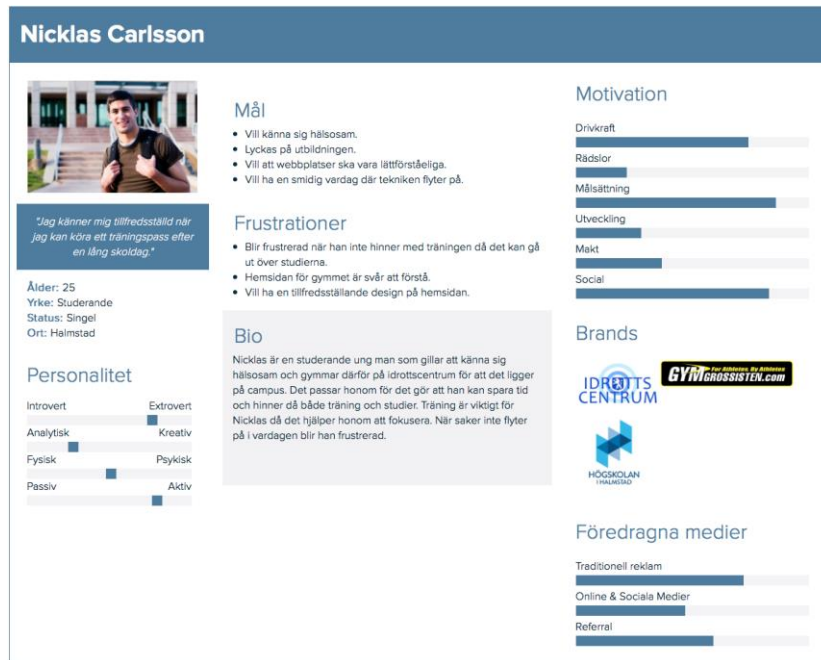 Nicklas Carlsson
"Jag känner mig tillfredsställd när
jag kan köra ett träningspass efter
en lång skoldag."
Ålder: 25
Yrke: Studerande
Status: Singel
Ort: Halmstad
Personalitet
Introvert Extrovert
Analytisk Kreativ
Fysisk Psykisk
Passiv Aktiv
Mål
Vill känna sig hälsosam.
Lyckas på utbildningen.
Vill att webbplatser ska vara lättförståeliga.
Vill ha en smidig vardag där tekniken flyter på.
Frustrationer
Blir frustrerad när han inte hinner med träningen då det kan gå
ut över studierna.
Hemsidan för gymmet är svår att förstå.
Vill ha en tillfredsställande design på hemsidan.
Bio
Nicklas är en studerande ung man som gillar att känna sig
hälsosam och gymmar därför på idrottscentrum för att det ligger
på campus. Det passar honom för det gör att han kan spara tid
och hinner då både träning och studier. Träning är viktigt för
Nicklas då det hjälper honom att fokusera. När saker inte flyter
på i vardagen blir han frustrerad.
Motivation
Drivkraft
Rädslor
Målsättning
Utveckling
Makt
Social
Brands
IDROTTS
CENTRUM
For Athletes, By Athletes
GYMGROSSISTEN.com
HÖGSKOLAN
I HALMSTAD
Föredragna medier
Traditionell reklam
Online & Sociala Medier
Referral